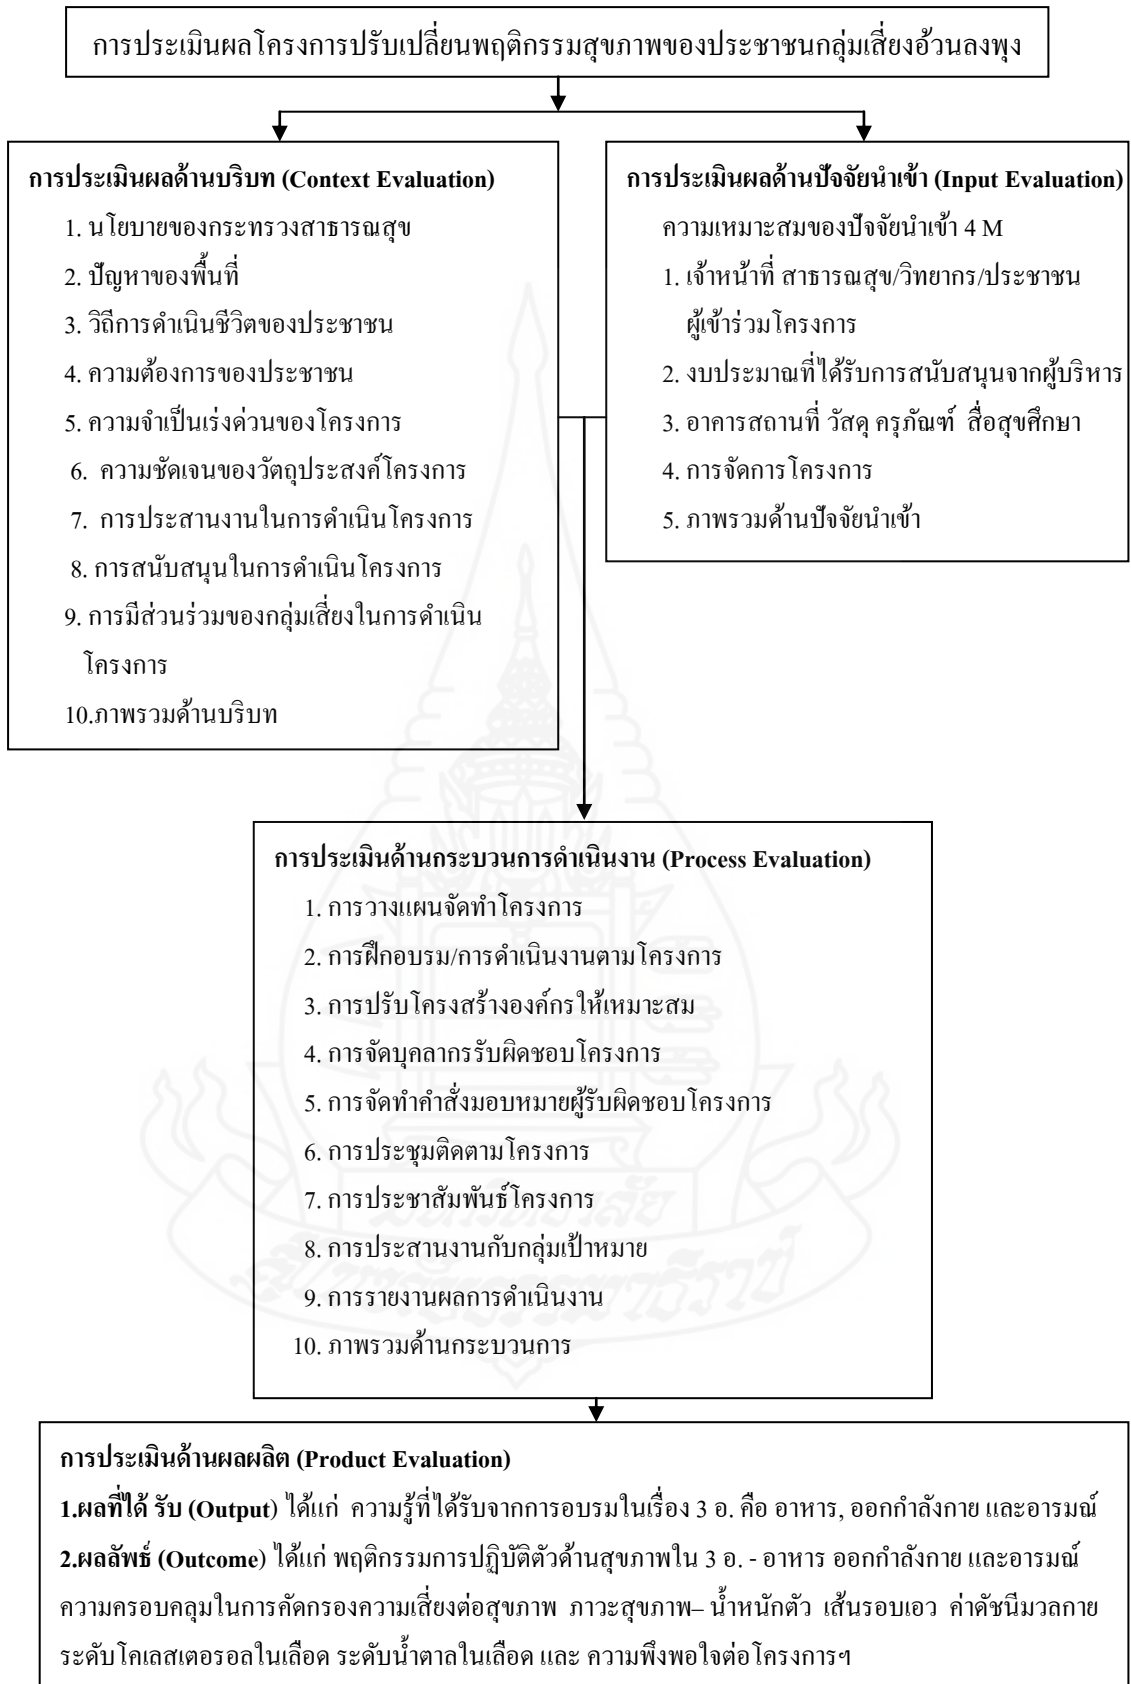 การประเมินผลโครงการปรับเปลี่ยนพฤติกรรมสุขภาพของประชาชนกลุ่มเสี่ยงอ้วนลงพุง
การประเมินผลด้านบริบท (Context Evaluation)
1. นโยบายของกระทรวงสาธารณสุข
2. ปัญหาของพื้นที่
3. วิถีการดำเนินชีวิตของประชาชน
4. ความต้องการของประชาชน
5. ความจำเป็นเร่งด่วนของโครงการ
6. ความชัดเจนของวัตถุประสงค์โครงการ
7. การประสานงานในการดำเนินโครงการ
8. การสนับสนุนในการดำเนินโครงการ
9. การมีส่วนร่วมของกลุ่มเสี่ยงในการดำเนิน
โครงการ
10.ภาพรวมด้านบริบท
การประเมินผลด้านปัจจัยนำเข้า (Input Evaluation)
ความเหมาะสมของปัจจัยนำเข้า 4 M
1. เจ้าหน้าที่ สาธารณสุข/วิทยากร/ประชาชน
ผู้เข้าร่วมโครงการ
2. งบประมาณที่ได้รับการสนับสนุนจากผู้บริหาร
3. อาคารสถานที่ วัสดุ ครุภัณฑ์ สื่อสุขศึกษา
4. การจัดการโครงการ
5. ภาพรวมด้านปัจจัยนำเข้า
การประเมินด้านกระบวนการดำเนินงาน (Process Evaluation)
1. การวางแผนจัดทำโครงการ
2. การฝึกอบรม/การดำเนินงานตามโครงการ
3. การปรับโครงสร้างองค์กรให้เหมาะสม
4. การจัดบุคลากรรับผิดชอบโครงการ
5. การจัดทำคำสั่งมอบหมายผู้รับผิดชอบโครงการ
6. การประชุมติดตามโครงการ
7. การประชาสัมพันธ์โครงการ
8. การประสานงานกับกลุ่มเป้าหมาย
9. การรายงานผลการดำเนินงาน
10. ภาพรวมด้านกระบวนการ
มหาวิทยาลัย
สุโขทัยธรรมาธิราช
การประเมินด้านผลผลิต (Product Evaluation)
1.ผลที่ได้ รับ (Output) ได้แก่ ความรู้ที่ได้รับจากการอบรมในเรื่อง 3 อ. คือ อาหาร, ออกกำลังกาย และอารมณ์
2.ผลลัพธ์ (Outcome) ได้แก่ พฤติกรรมการปฏิบัติตัวด้านสุขภาพใน 3 อ. - อาหาร ออกกำลังกาย และอารมณ์
ความครอบคลุมในการคัดกรองความเสี่ยงต่อสุขภาพ ภาวะสุขภาพ– น้ำหนักตัว เส้นรอบเอว ค่าดัชนีมวลกาย
ระดับโคเลสเตอรอลในเลือด ระดับน้ำตาลในเลือด และ ความพึงพอใจต่อโครงการฯ